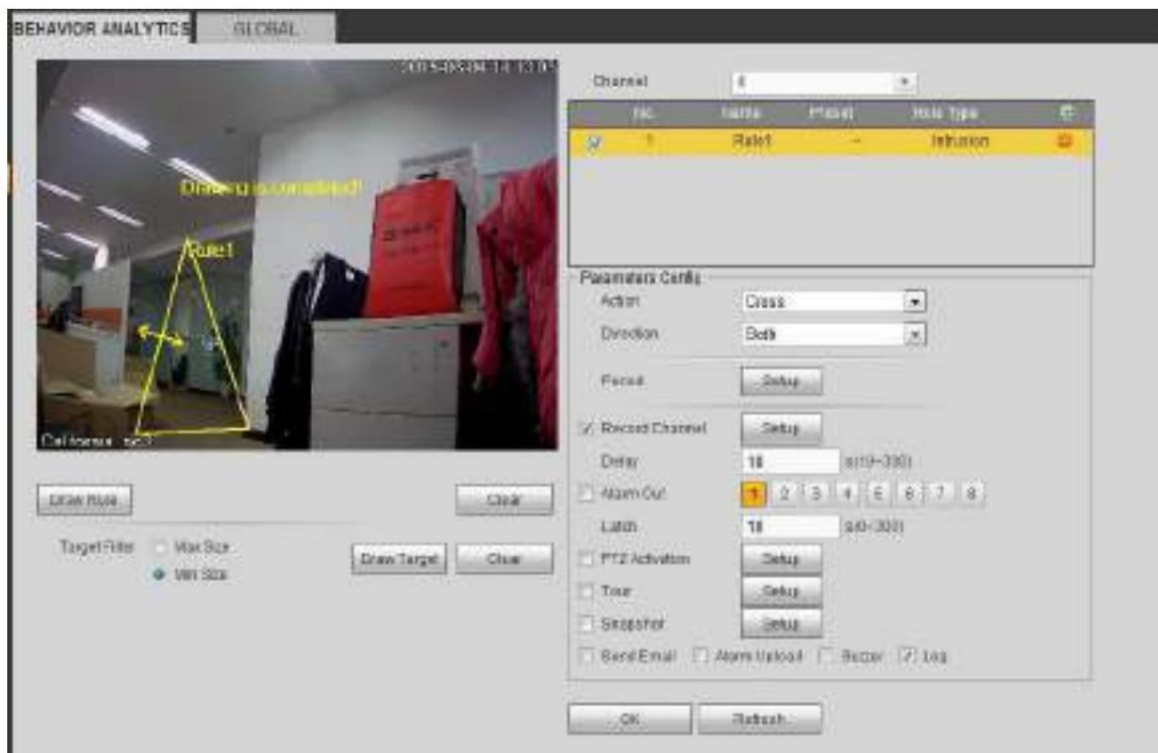 BEHAVIOR ANALYTICS GLOBAL
Channel
No. Name Preset Rule Type
1 Rule1 -- Intrusion
Drawing is completed!
Rule1
Parameters Config
Action Cross
Direction Both
Period Setup
Record Channel Setup
Delay 10
Alarm Out 1 2 3 4 5 6 7 8
Latch 10 s(0~300)
PTZ Activation Setup
Tour Setup
Snapshot Setup
Send Email Alarm Upload Buzzer Log
OK Refresh
California
Draw Rule Clear
Target Filter Max Size
Min Size
Draw Target Clear